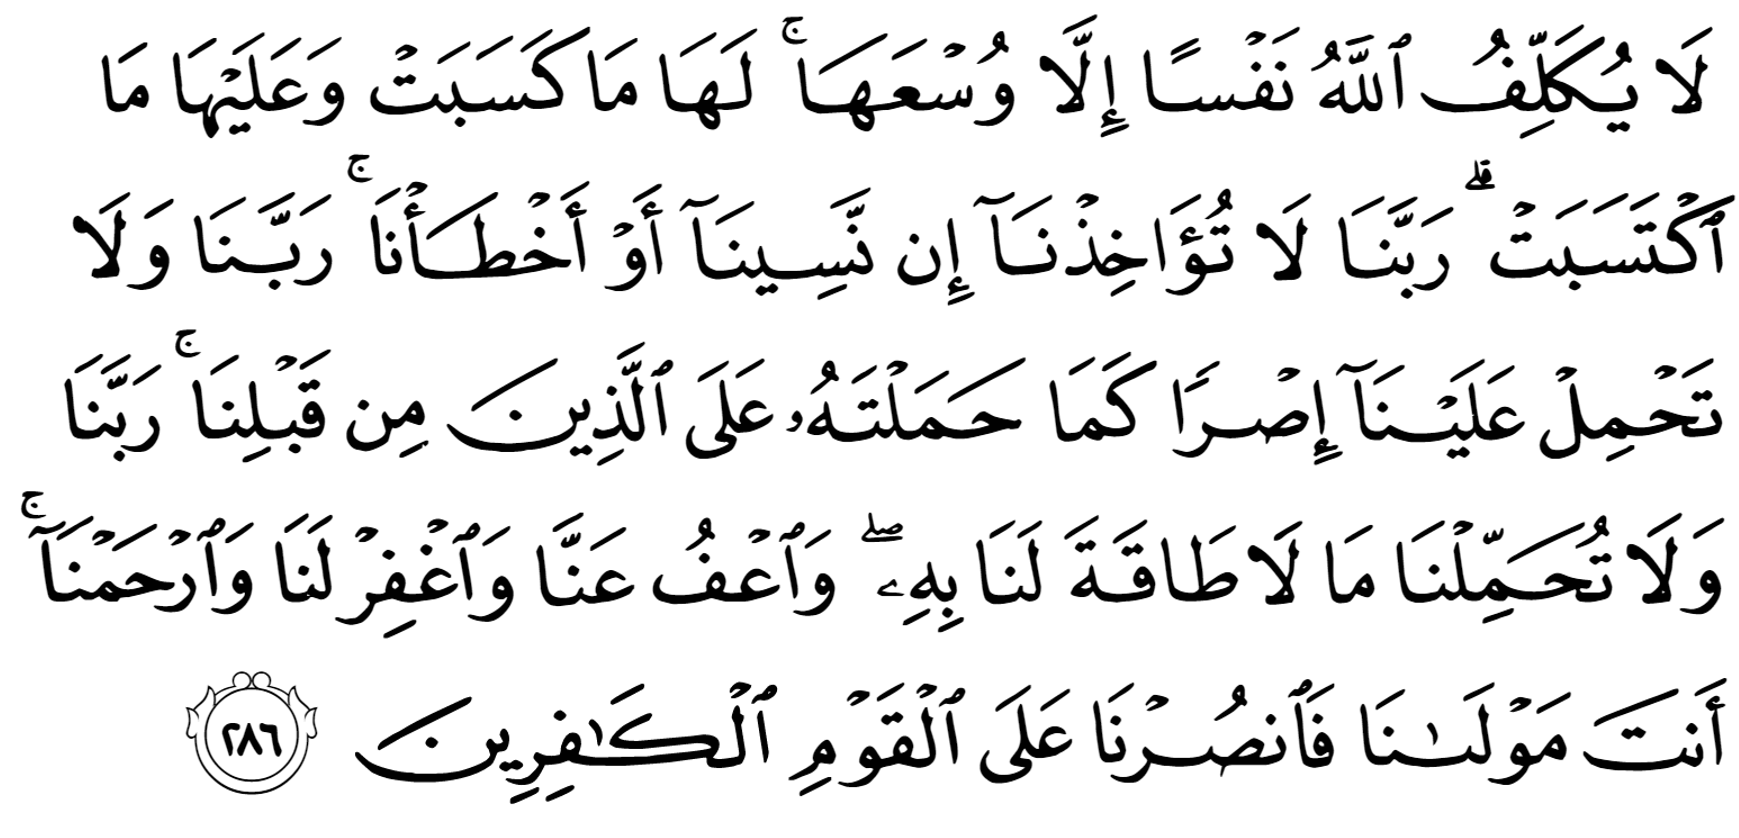 لَا يُكَلِّفُ ٱللَّهُ نَفۡسًا إِلَّا وُسۡعَهَاۚ لَهَا مَا كَسَبَتۡ وَعَلَيۡهَا مَا
ٱكۡتَسَبَتۡۗ رَبَّنَا لَا تُؤَاخِذۡنَآ إِن نَّسِينَآ أَوۡ أَخۡطَأۡنَاۚ رَبَّنَا وَلَا
تَحۡمِلۡ عَلَيۡنَآ إِصۡرًا كَمَا حَمَلۡتَهُۥ عَلَى ٱلَّذِينَ مِن قَبۡلِنَاۚ رَبَّنَا
وَلَا تُحَمِّلۡنَا مَا لَا طَاقَةَ لَنَا بِهِۦۖ وَٱعۡفُ عَنَّا وَٱغۡفِرۡ لَنَا وَٱرۡحَمۡنَآۚ
أَنتَ مَوۡلَىٰنَا فَٱنصُرۡنَا عَلَى ٱلۡقَوۡمِ ٱلۡكَٰفِرِينَ ٢٨٦